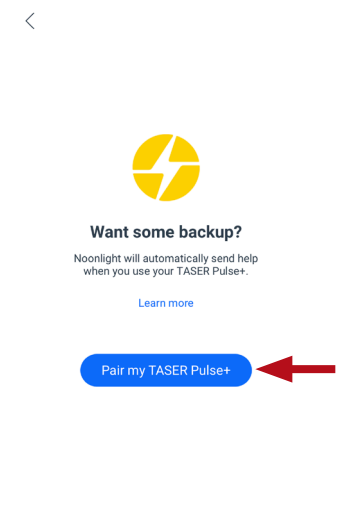 Want some backup?
Noonlight will automatically send help
when you use your TASER Pulse+.
Learn more
Pair my TASER Pulse+